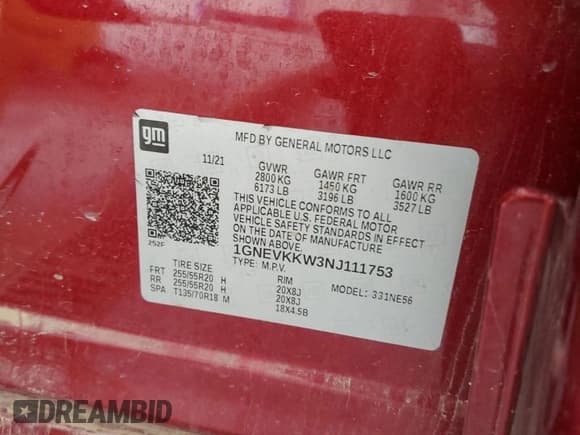 gm
MFD BY GENERAL MOTORS LLC
11/21
GVWR GAWR FRT GAWR RR
2800 KG 1450 KG 1600 KG
6173 LB 3196 LB 3527 LB
THIS VEHICLE CONFORMS TO ALL
APPLICABLE U.S. FEDERAL MOTOR
VEHICLE SAFETY STANDARDS IN EFFECT
ON THE DATE OF MANUFACTURE
SHOWN ABOVE.
252F
1GNEVKKW3NJ111753
TYPE: M.P.V. MODEL: 331NE56
TIRE SIZE RIM
FRT 255/55R20 H 20X8J
RR 255/55R20 H 20X8J
SPA T135/70R18 M 18X4.5B
DREAMBID